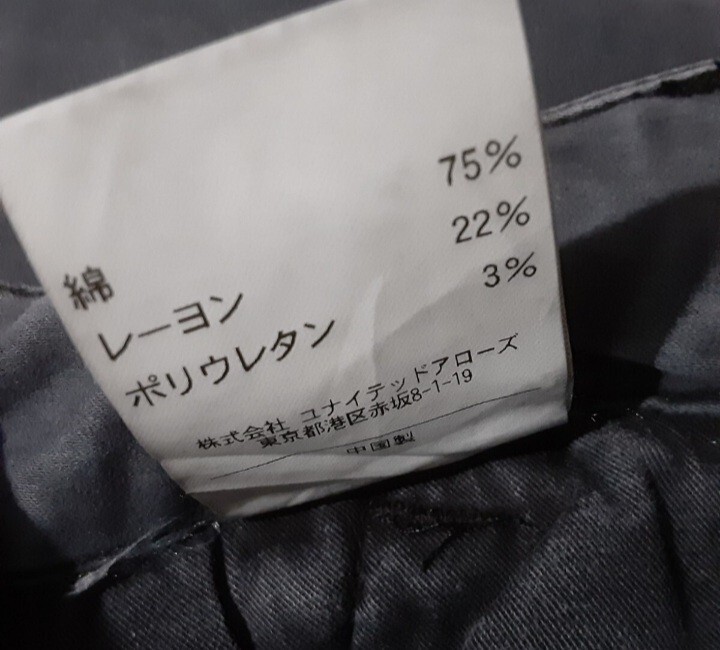 綿 75%
レーヨン 22%
ポリウレタン 3%
株式会社 ユナイテッドアローズ
東京都港区赤坂8-1-19
中国製